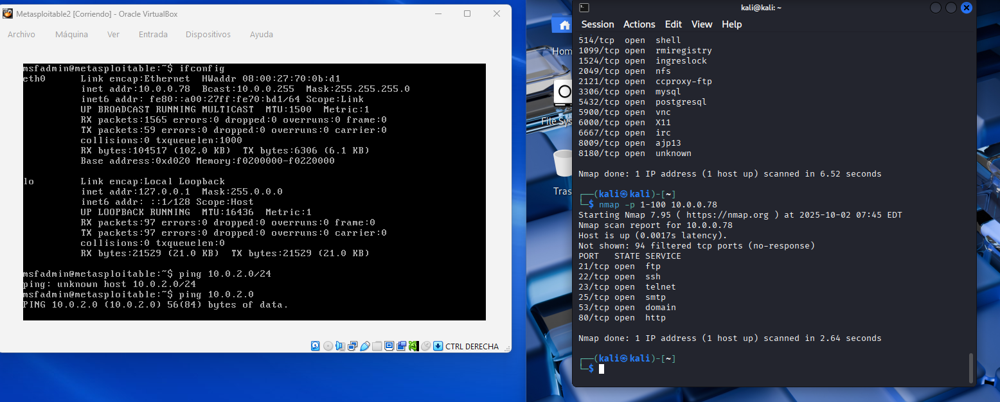 Metasploitable2 [Corriendo] - Oracle VirtualBox
Archivo Máquina Ver Entrada Dispositivos Ayuda
msfadmin@metasploitable:~$ ifconfig
eth0 Link encap:Ethernet HWaddr 08:00:27:70:0b:d1
inet addr:10.0.0.78 Bcast:10.0.0.255 Mask:255.255.255.0
inet6 addr: fe80::a00:27ff:fe70:bd1/64 Scope:Link
UP BROADCAST RUNNING MULTICAST MTU:1500 Metric:1
RX packets:1565 errors:0 dropped:0 overruns:0 frame:0
TX packets:59 errors:0 dropped:0 overruns:0 carrier:0
collisions:0 txqueuelen:1000
RX bytes:104517 (102.0 KB) TX bytes:6306 (6.1 KB)
Base address:0xd020 Memory:f0200000-f0220000
lo Link encap:Local Loopback
inet addr:127.0.0.1 Mask:255.0.0.0
inet6 addr: ::1/128 Scope:Host
UP LOOPBACK RUNNING MTU:16436 Metric:1
RX packets:97 errors:0 dropped:0 overruns:0 frame:0
TX packets:97 errors:0 dropped:0 overruns:0 carrier:0
collisions:0 txqueuelen:0
RX bytes:21529 (21.0 KB) TX bytes:21529 (21.0 KB)
msfadmin@metasploitable:~$ ping 10.0.2.0/24
ping: unknown host 10.0.2.0/24
msfadmin@metasploitable:~$ ping 10.0.2.0
PING 10.0.2.0 (10.0.2.0) 56(84) bytes of data.
CTRL DERECHA
Hom
File Sys
Tras
kali@kali: ~
Session Actions Edit View Help
514/tcp open shell
1099/tcp open rmiregistry
1524/tcp open ingreslock
2049/tcp open nfs
2121/tcp open ccproxy-ftp
3306/tcp open mysql
5432/tcp open postgresql
5900/tcp open vnc
6000/tcp open X11
6667/tcp open irc
8009/tcp open ajp13
8180/tcp open unknown
Nmap done: 1 IP address (1 host up) scanned in 6.52 seconds
┌──(kali㉿kali)-[~]
└─$ nmap -p 1-100 10.0.0.78
Starting Nmap 7.95 ( https://nmap.org ) at 2025-10-02 07:45 EDT
Nmap scan report for 10.0.0.78
Host is up (0.0017s latency).
Not shown: 94 filtered tcp ports (no-response)
PORT STATE SERVICE
21/tcp open ftp
22/tcp open ssh
23/tcp open telnet
25/tcp open smtp
53/tcp open domain
80/tcp open http
Nmap done: 1 IP address (1 host up) scanned in 2.64 seconds
┌──(kali㉿kali)-[~]
└─$